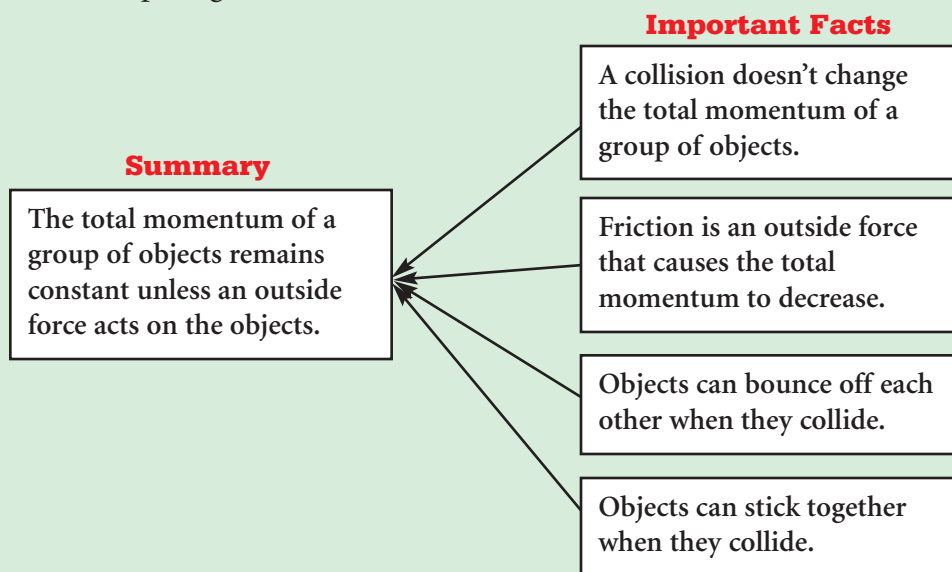 Important Facts
A collision doesn't change
the total momentum of a
group of objects.
Summary
The total momentum of a
group of objects remains
constant unless an outside
force acts on the objects.
Friction is an outside force
that causes the total
momentum to decrease.
Objects can bounce off each
other when they collide.
Objects can stick together
when they collide.